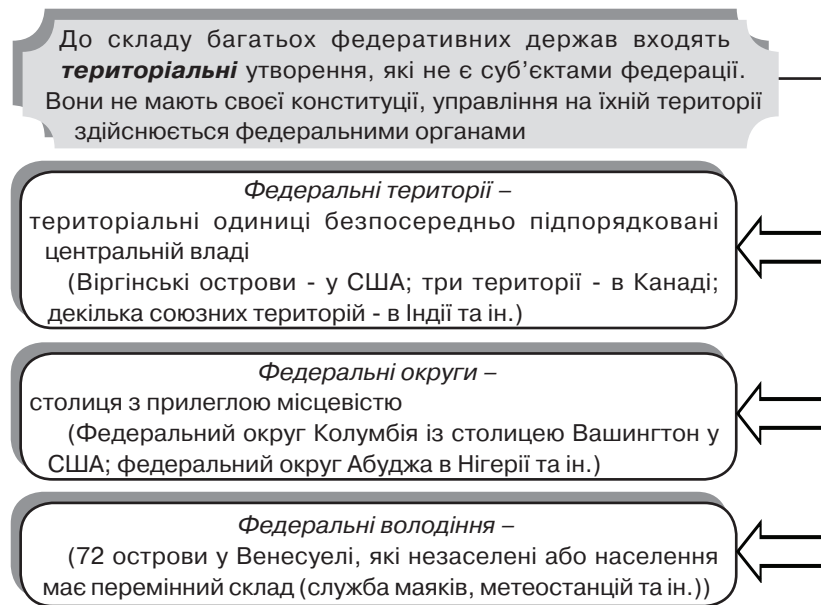 До складу багатьох федеративних держав входять
територіальні утворення, які не є суб’єктами федерації.
Вони не мають своєї конституції, управління на їхній території
здійснюється федеральними органами
Федеральні території –
територіальні одиниці безпосередньо підпорядковані
центральній владі
(Віргінські острови - у США; три території - в Канаді;
декілька союзних територій - в Індії та ін.)
Федеральні округи –
столиця з прилеглою місцевістю
(Федеральний округ Колумбія із столицею Вашингтон у
США; федеральний округ Абуджа в Нігерії та ін.)
Федеральні володіння –
(72 острови у Венесуелі, які незаселені або населення
має перемінний склад (служба маяків, метеостанцій та ін.))